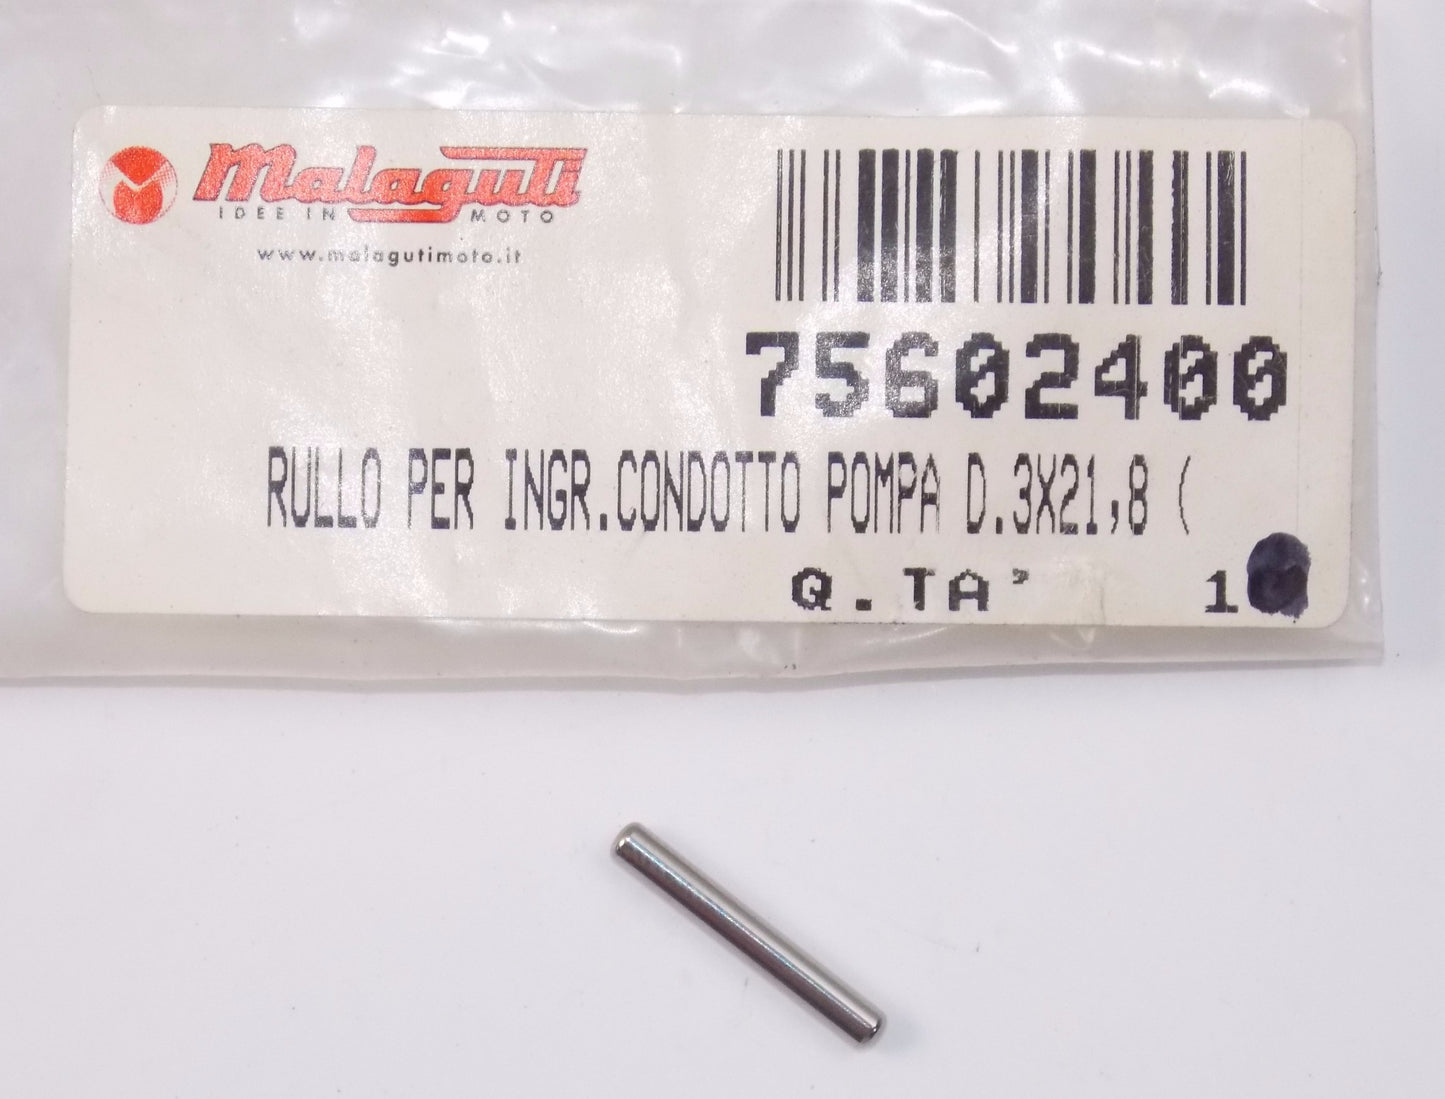 Malaguti
IDEE IN MOTO
www.malagutimoto.it
75602400
RULLO PER INGR.CONDOTTO POMPA D.3X21,8 (
Q.TA' 1